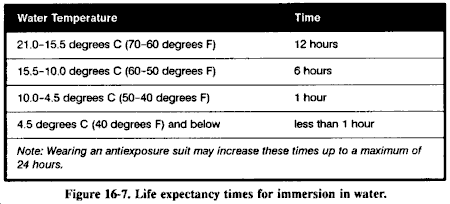 Water Temperature Time
21.0–15.5 degrees C (70–60 degrees F) 12 hours
15.5–10.0 degrees C (60–50 degrees F) 6 hours
10.0–4.5 degrees C (50–40 degrees F) 1 hour
4.5 degrees C (40 degrees F) and below less than 1 hour
Note: Wearing an antiexposure suit may increase these times up to a maximum of
24 hours.
Figure 16-7. Life expectancy times for immersion in water.